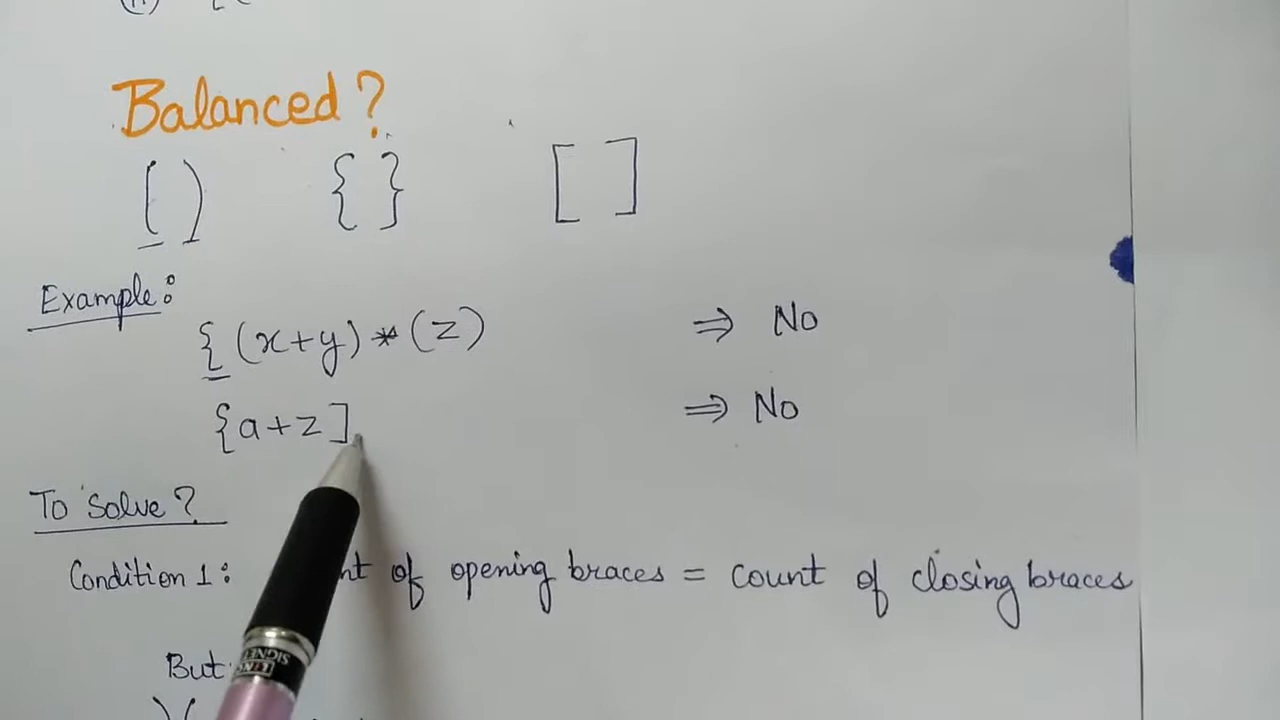 Balanced?
( ) { } [ ]
Example:
{(x+y)*(z) ⇒ No
{a+z] ⇒ No
To Solve?
Condition 1: of opening braces = count of closing braces
But